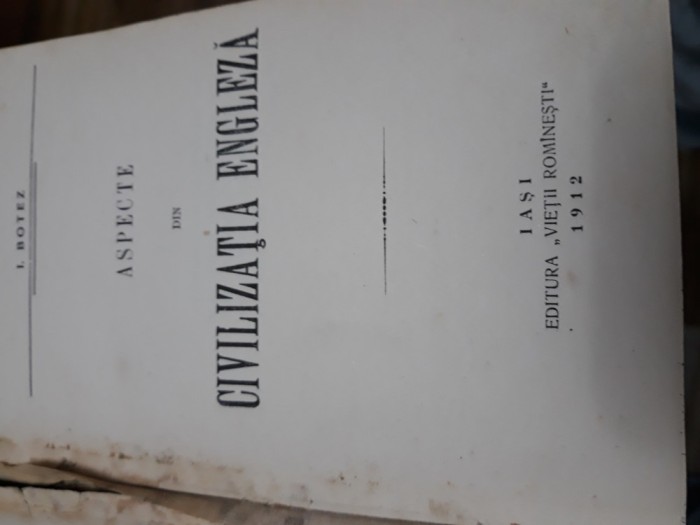 I. BOTEZ
ASPECTE
DIN
CIVILIZAŢIA ENGLEZĂ
IAŞI
EDITURA „VIEŢII ROMÎNEŞTI“
1912